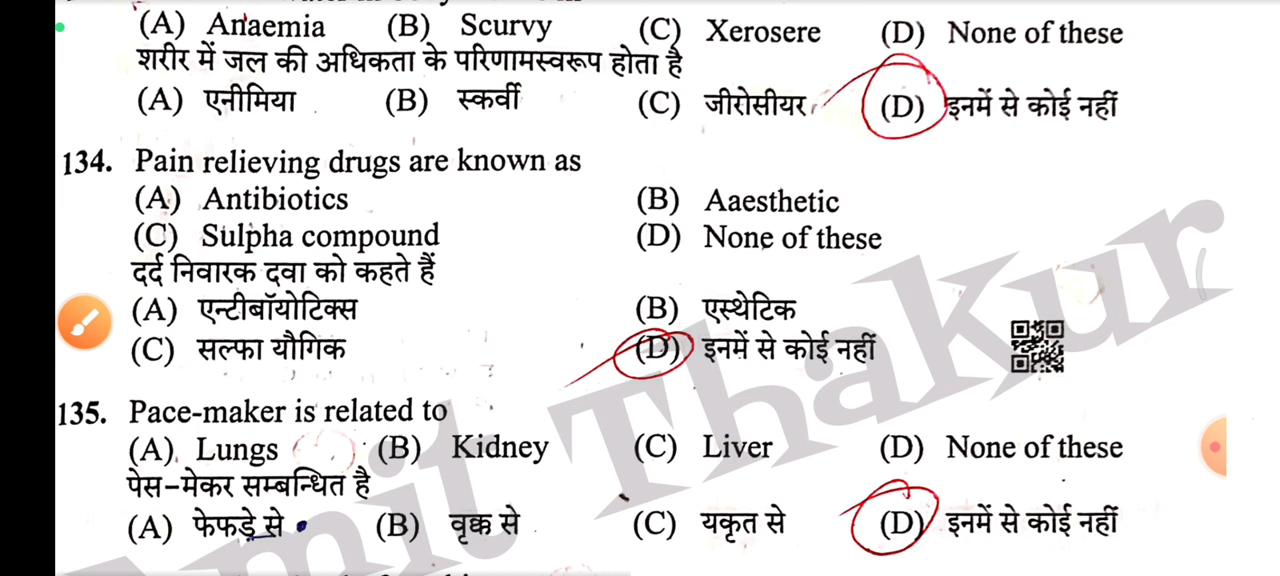 (A) Anaemia (B) Scurvy (C) Xerosere (D) None of these
शरीर में जल की अधिकता के परिणामस्वरूप होता है
(A) एनीमिया (B) स्कर्वी (C) जीरोसीयर (D) इनमें से कोई नहीं
134. Pain relieving drugs are known as
(A) Antibiotics (B) Aaesthetic
(C) Sulpha compound (D) None of these
दर्द निवारक दवा को कहते हैं
(A) एन्टीबॉयोटिक्स (B) एस्थेटिक
(C) सल्फा यौगिक (D) इनमें से कोई नहीं
135. Pace-maker is related to
(A) Lungs (B) Kidney (C) Liver (D) None of these
पेस-मेकर सम्बन्धित है
(A) फेफड़े से (B) वृक्क से (C) यकृत से (D) इनमें से कोई नहीं
Amit Thakur